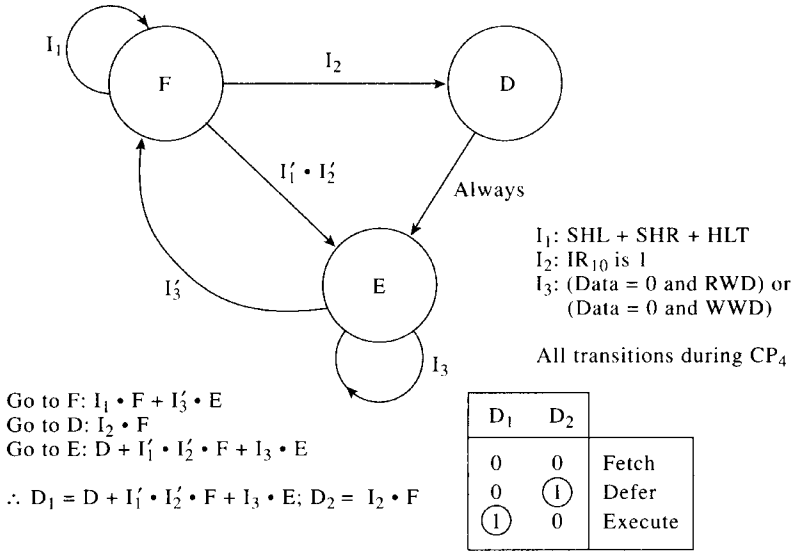 I₁
F
I₂
D
I₁′ • I₂′
Always
I₃′
E
I₃
I₁: SHL + SHR + HLT
I₂: IR₁₀ is 1
I₃: (Data = 0 and RWD) or
(Data = 0 and WWD)
All transitions during CP₄
Go to F: I₁ • F + I₃′ • E
Go to D: I₂ • F
Go to E: D + I₁′ • I₂′ • F + I₃ • E
∴ D₁ = D + I₁′ • I₂′ • F + I₃ • E; D₂ = I₂ • F
D₁ D₂
0 0 Fetch
0 1 Defer
1 0 Execute